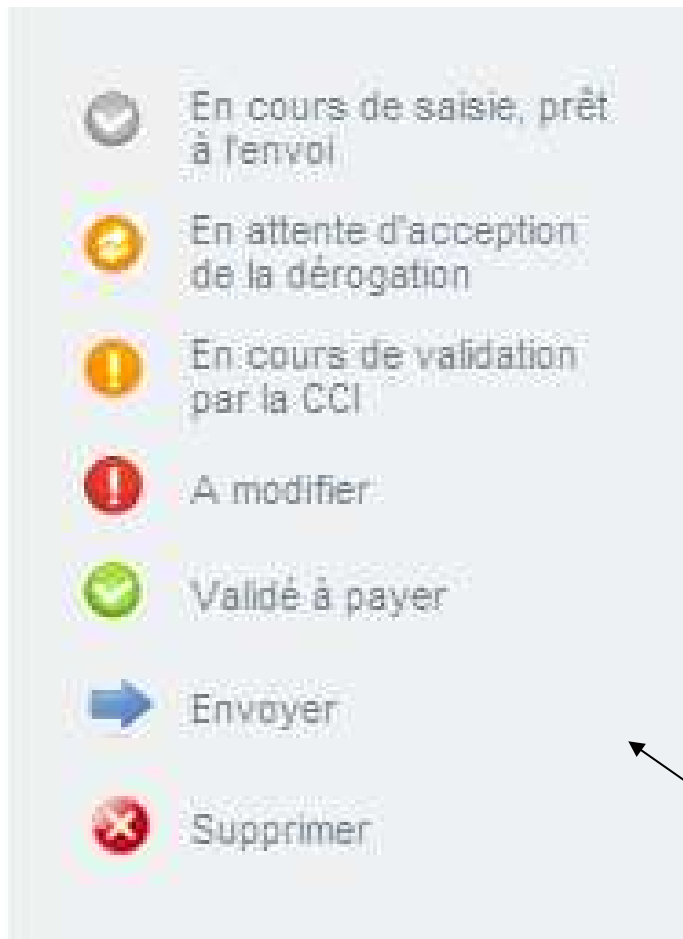 En cours de saisie, prêt
à l'envoi
En attente d'acception
de la dérogation
En cours de validation
par la CCI
A modifier
Validé à payer
Envoyer
Supprimer